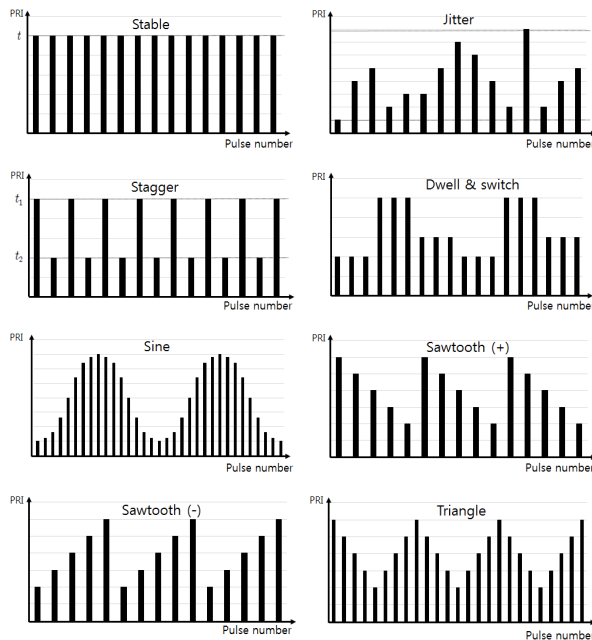 PRI
Stable
t
Pulse number
PRI
Jitter
Pulse number
PRI
Stagger
t₁
t₂
Pulse number
PRI
Dwell & switch
Pulse number
PRI
Sine
Pulse number
PRI
Sawtooth (+)
Pulse number
PRI
Sawtooth (-)
Pulse number
PRI
Triangle
Pulse number